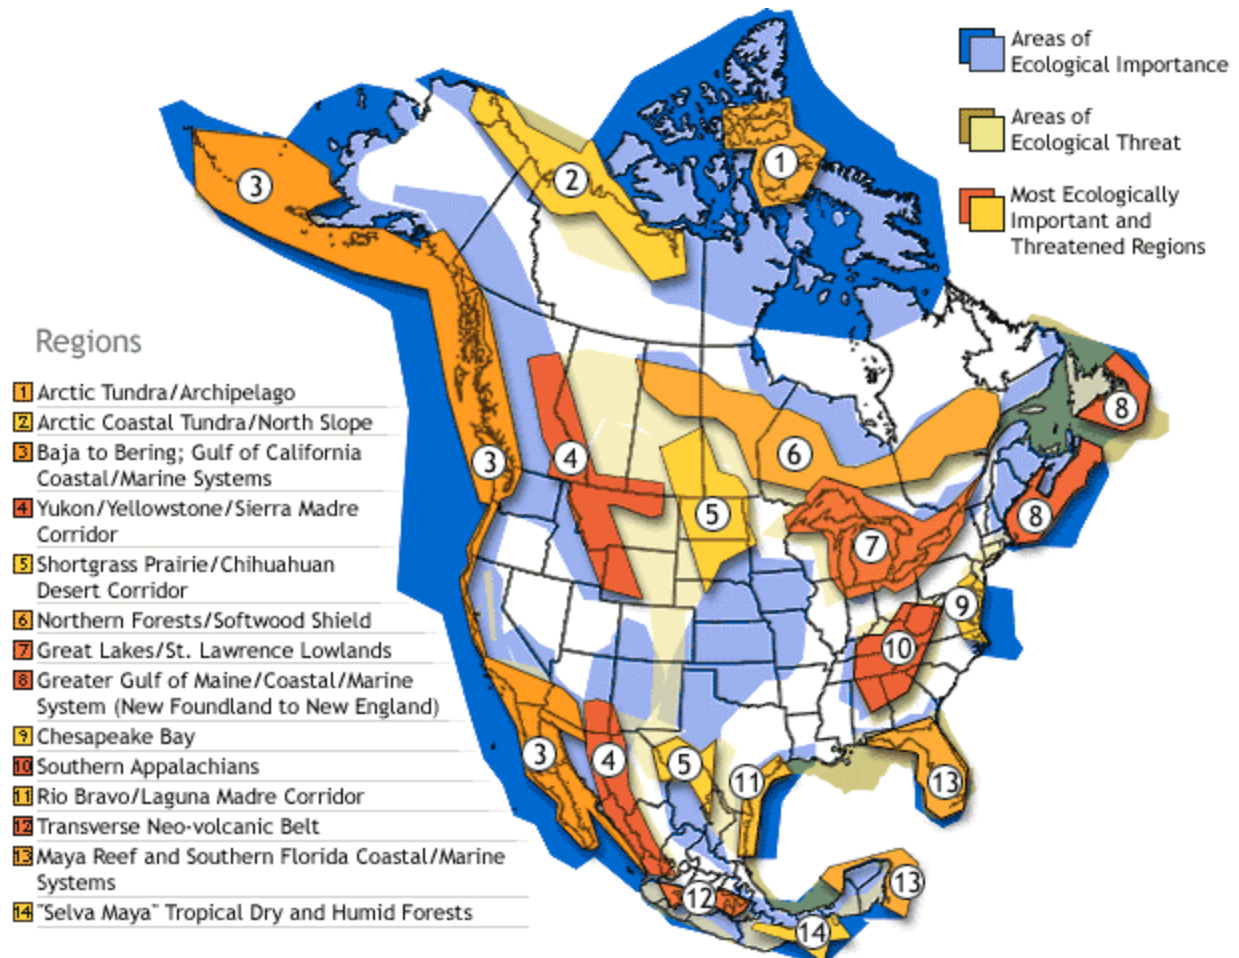 Areas of
Ecological Importance
Areas of
Ecological Threat
Most Ecologically
Important and
Threatened Regions
1
2
3
3
4
5
6
7
8
8
9
10
3
4
5
11
13
12
13
14
Regions
1 Arctic Tundra/Archipelago
2 Arctic Coastal Tundra/North Slope
3 Baja to Bering; Gulf of California
Coastal/Marine Systems
4 Yukon/Yellowstone/Sierra Madre
Corridor
5 Shortgrass Prairie/Chihuahuan
Desert Corridor
6 Northern Forests/Softwood Shield
7 Great Lakes/St. Lawrence Lowlands
8 Greater Gulf of Maine/Coastal/Marine
System (New Foundland to New England)
9 Chesapeake Bay
10 Southern Appalachians
11 Rio Bravo/Laguna Madre Corridor
12 Transverse Neo-volcanic Belt
13 Maya Reef and Southern Florida Coastal/Marine
Systems
14 "Selva Maya" Tropical Dry and Humid Forests